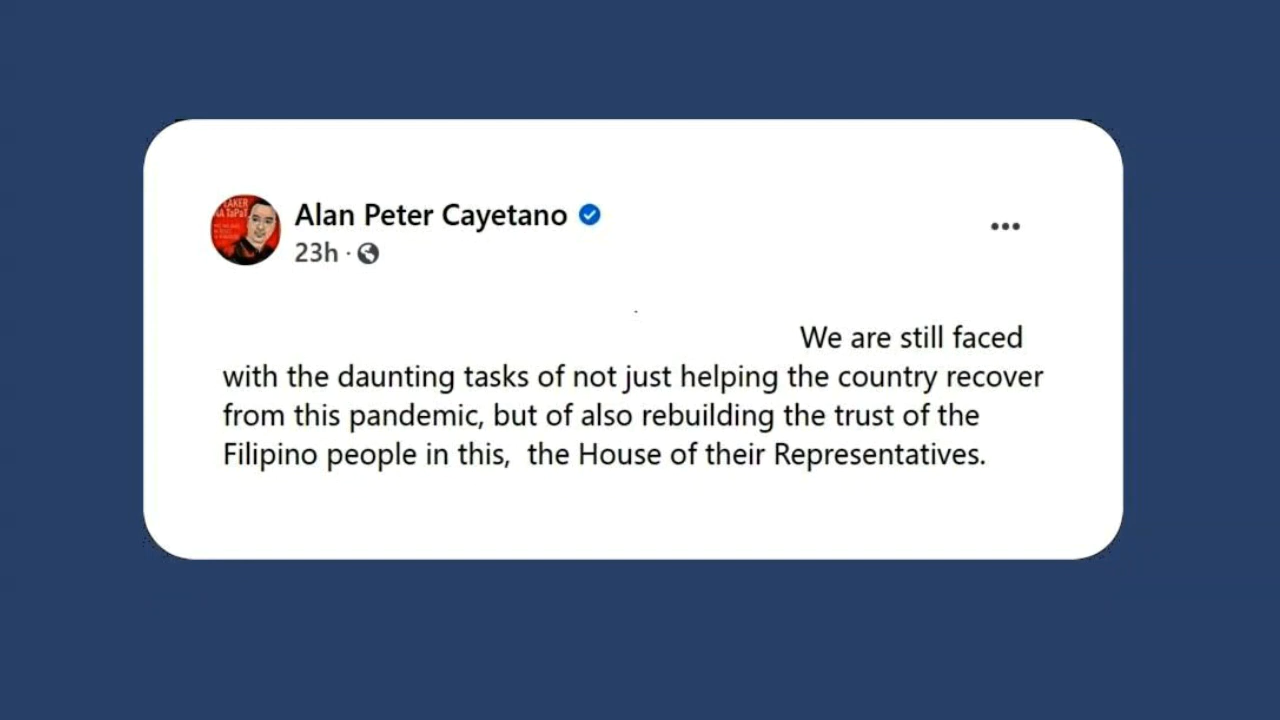 Alan Peter Cayetano
23h ·
We are still faced
with the daunting tasks of not just helping the country recover
from this pandemic, but of also rebuilding the trust of the
Filipino people in this,  the House of their Representatives.